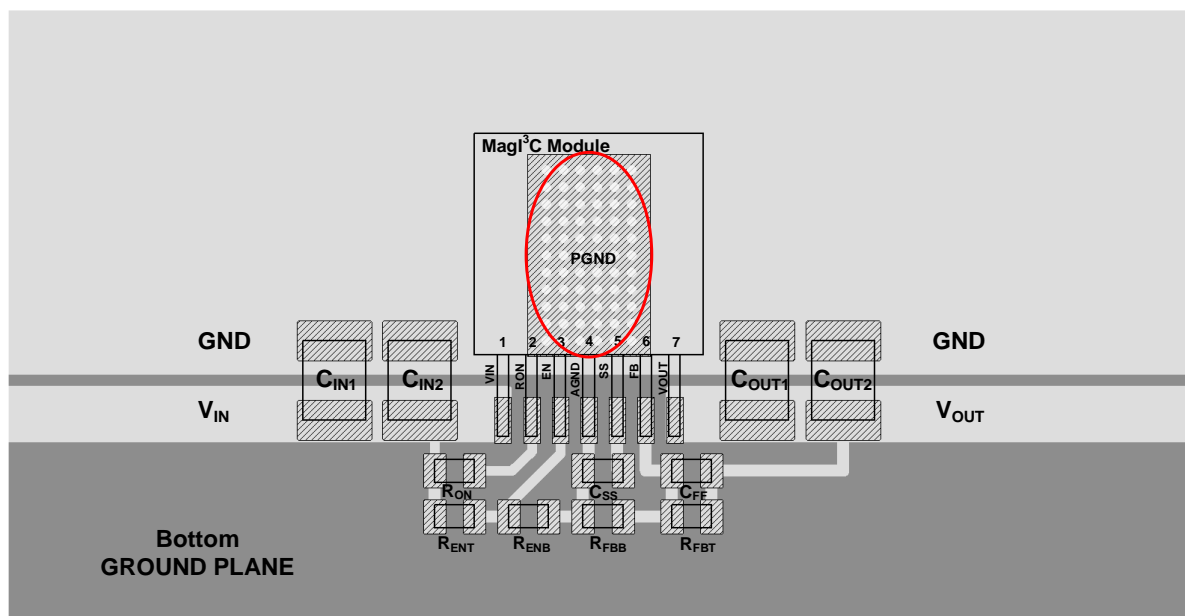 MagI³C Module
PGND
1 2 3 4 5 6 7
GND
GND
VIN
RON
EN
AGND
SS
FB
VOUT
CIN1
CIN2
COUT1
COUT2
VIN
VOUT
RON
CSS
CFF
RENT
RENB
RFBB
RFBT
Bottom
GROUND PLANE